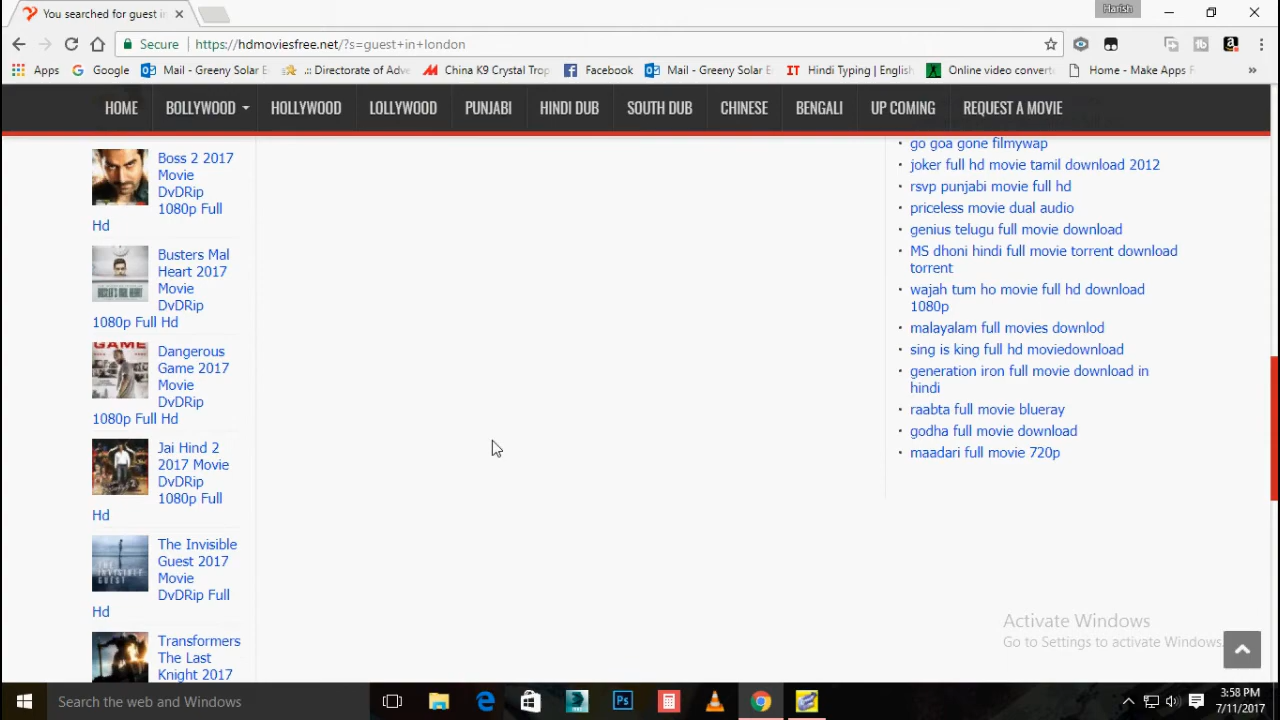 You searched for guest in
Harish
Secure
https://hdmoviesfree.net/?s=guest+in+london
Apps
Google
Mail - Greeny Solar E
.:: Directorate of Adve
China K9 Crystal Trop
Facebook
Mail - Greeny Solar E
Hindi Typing | English
Online video converte
Home - Make Apps F
HOME
BOLLYWOOD
HOLLYWOOD
LOLLYWOOD
PUNJABI
HINDI DUB
SOUTH DUB
CHINESE
BENGALI
UP COMING
REQUEST A MOVIE
Boss 2 2017
Movie
DvDRip
1080p Full
Hd
Busters Mal
Heart 2017
Movie
DvDRip
1080p Full Hd
GAME
Dangerous
Game 2017
Movie
DvDRip
1080p Full Hd
Jai Hind 2
2017 Movie
DvDRip
1080p Full
Hd
THE INVISIBLE
GUEST
The Invisible
Guest 2017
Movie
DvDRip Full
Hd
Transformers
The Last
Knight 2017
go goa gone filmywap
joker full hd movie tamil download 2012
rsvp punjabi movie full hd
priceless movie dual audio
genius telugu full movie download
MS dhoni hindi full movie torrent download
torrent
wajah tum ho movie full hd download
1080p
malayalam full movies downlod
sing is king full hd moviedownload
generation iron full movie download in
hindi
raabta full movie blueray
godha full movie download
maadari full movie 720p
Activate Windows
Go to Settings to activate Windows.
Search the web and Windows
3:58 PM
7/11/2017